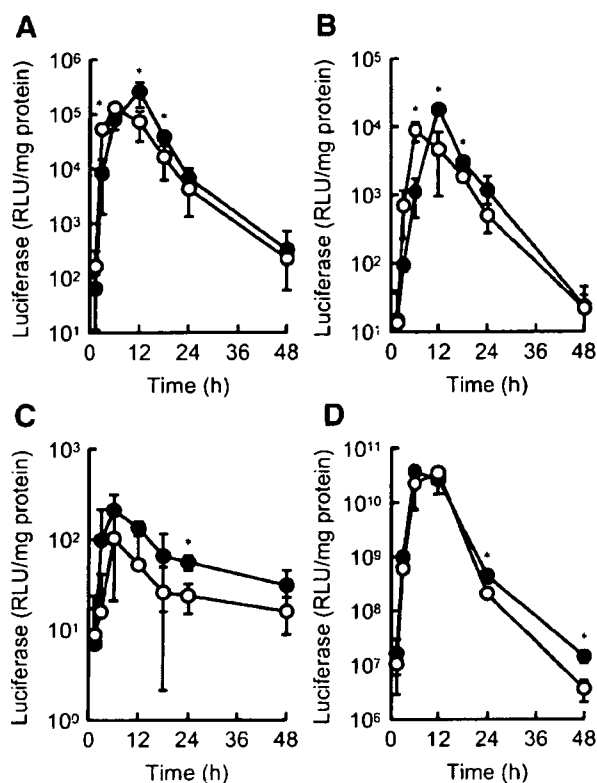 A
Luciferase (RLU/mg protein)
10⁶
10⁵
10⁴
10³
10²
10¹
* * *
0 12 24 36 48
Time (h)
B
Luciferase (RLU/mg protein)
10⁵
10⁴
10³
10²
10¹
* * *
0 12 24 36 48
Time (h)
C
Luciferase (RLU/mg protein)
10³
10²
10¹
10⁰
*
0 12 24 36 48
Time (h)
D
Luciferase (RLU/mg protein)
10¹¹
10¹⁰
10⁹
10⁸
10⁷
10⁶
* *
0 12 24 36 48
Time (h)